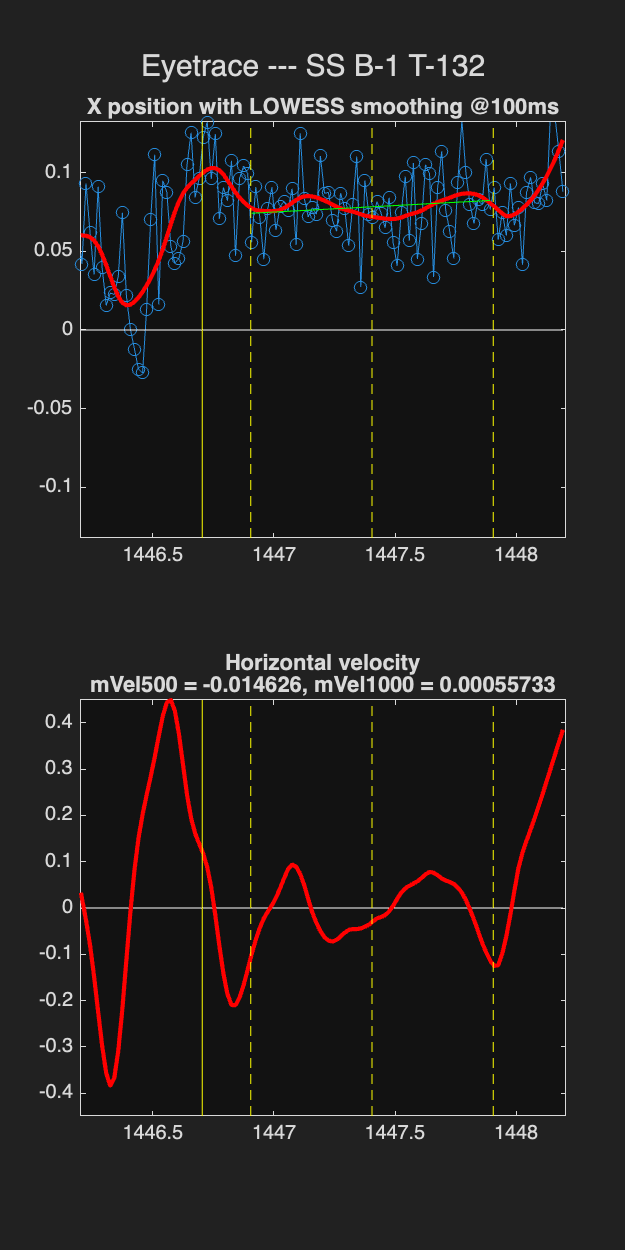 Eyetrace --- SS B-1 T-132
X position with LOWESS smoothing @100ms
0.1
0.05
0
-0.05
-0.1
1446.5 1447 1447.5 1448
Horizontal velocity
mVel500 = -0.014626, mVel1000 = 0.00055733
0.4
0.3
0.2
0.1
0
-0.1
-0.2
-0.3
-0.4
1446.5 1447 1447.5 1448